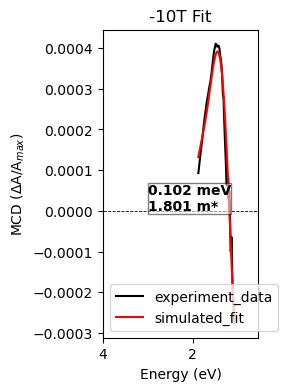 -10T Fit
MCD (ΔA/A_max)
0.0004
0.0003
0.0002
0.0001
0.0000
−0.0001
−0.0002
−0.0003
0.102 meV
1.801 m*
experiment_data
simulated_fit
4
2
Energy (eV)